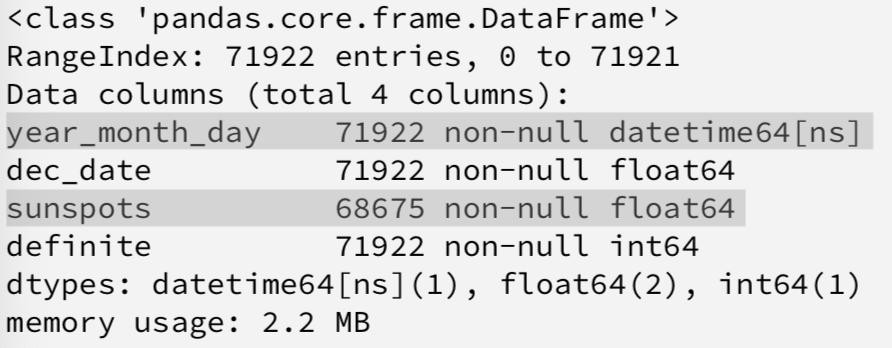 <class 'pandas.core.frame.DataFrame'>
RangeIndex: 71922 entries, 0 to 71921
Data columns (total 4 columns):
year_month_day    71922 non-null datetime64[ns]
dec_date          71922 non-null float64
sunspots          68675 non-null float64
definite          71922 non-null int64
dtypes: datetime64[ns](1), float64(2), int64(1)
memory usage: 2.2 MB